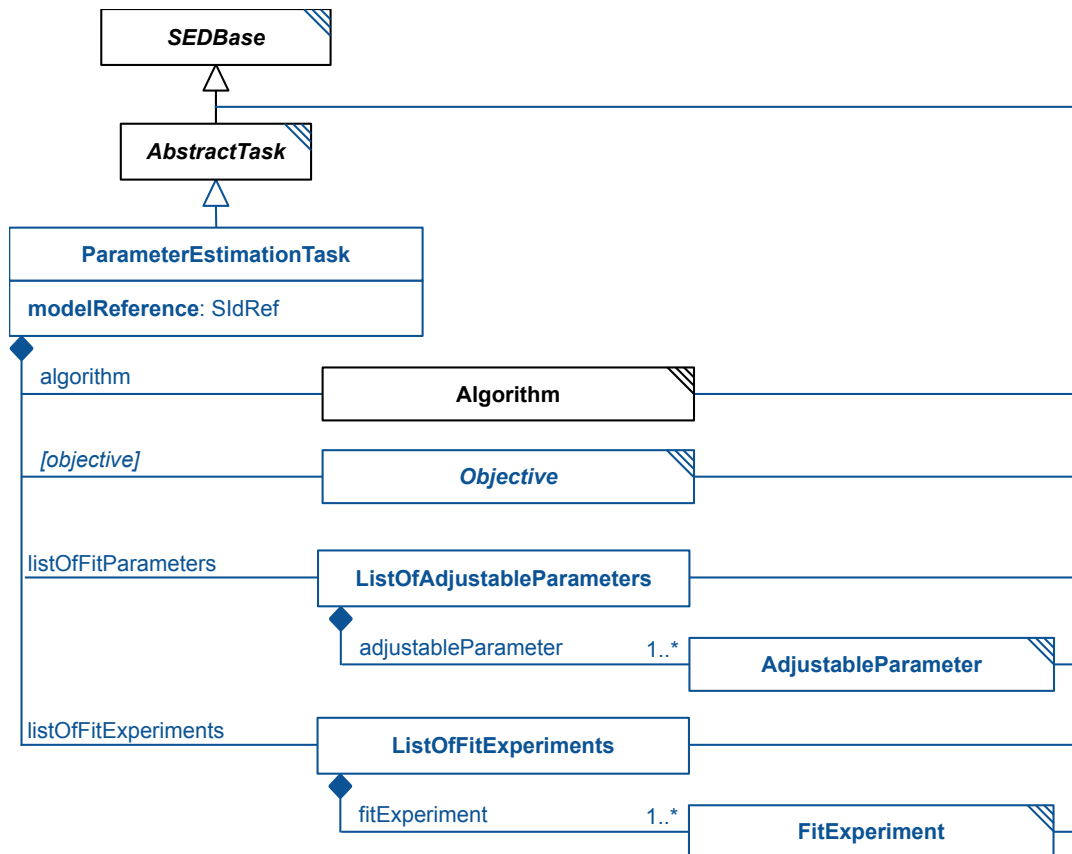 SEDBase
AbstractTask
ParameterEstimationTask
modelReference: SIdRef
algorithm
Algorithm
[objective]
Objective
listOfFitParameters
ListOfAdjustableParameters
adjustableParameter 1..*
AdjustableParameter
listOfFitExperiments
ListOfFitExperiments
fitExperiment 1..*
FitExperiment